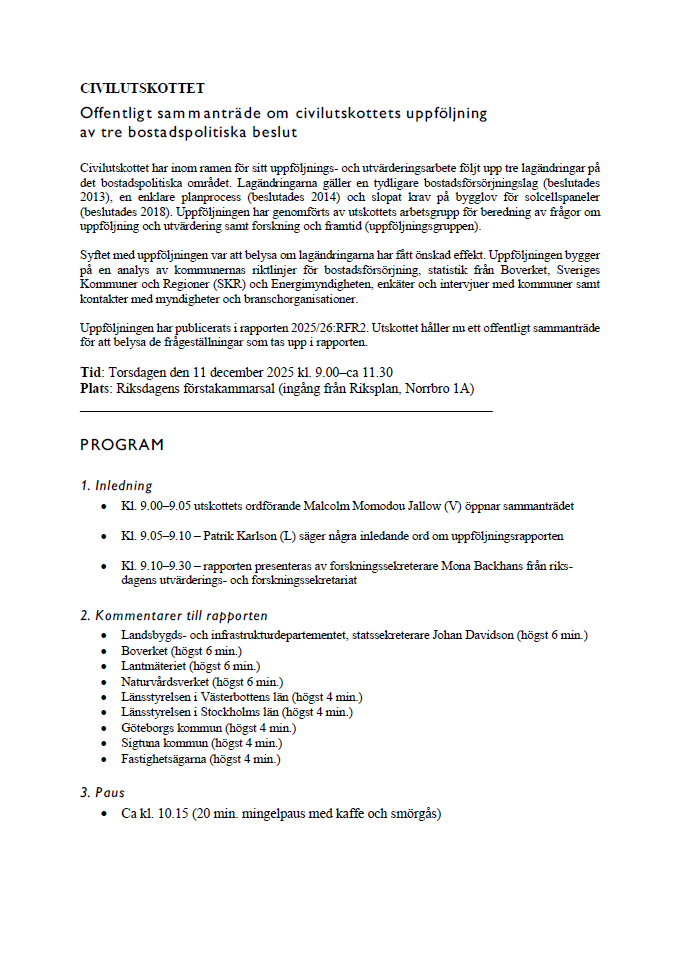 CIVILUTSKOTTET
Offentligt sammanträde om civilutskottets uppföljning
av tre bostadspolitiska beslut
Civilutskottet har inom ramen för sitt uppföljnings- och utvärderingsarbete följt upp tre lagändringar på
det bostadspolitiska området. Lagändringarna gäller en tydligare bostadsförsörjningslag (beslutades
2013), en enklare planprocess (beslutades 2014) och slopat krav på bygglov för solcellspaneler
(beslutades 2018). Uppföljningen har genomförts av utskottets arbetsgrupp för beredning av frågor om
uppföljning och utvärdering samt forskning och framtid (uppföljningsgruppen).
Syftet med uppföljningen var att belysa om lagändringarna har fått önskad effekt. Uppföljningen bygger
på en analys av kommunernas riktlinjer för bostadsförsörjning, statistik från Boverket, Sveriges
Kommuner och Regioner (SKR) och Energimyndigheten, enkäter och intervjuer med kommuner samt
kontakter med myndigheter och branschorganisationer.
Uppföljningen har publicerats i rapporten 2025/26:RFR2. Utskottet håller nu ett offentligt sammanträde
för att belysa de frågeställningar som tas upp i rapporten.
Tid: Torsdagen den 11 december 2025 kl. 9.00–ca 11.30
Plats: Riksdagens förstakammarsal (ingång från Riksplan, Norrbro 1A)
PROGRAM
1. Inledning
• Kl. 9.00–9.05 utskottets ordförande Malcolm Momodou Jallow (V) öppnar sammanträdet
• Kl. 9.05–9.10 – Patrik Karlson (L) säger några inledande ord om uppföljningsrapporten
• Kl. 9.10–9.30 – rapporten presenteras av forskningssekreterare Mona Backhans från riks-
dagens utvärderings- och forskningssekretariat
2. Kommentarer till rapporten
• Landsbygds- och infrastrukturdepartementet, statssekreterare Johan Davidson (högst 6 min.)
• Boverket (högst 6 min.)
• Lantmäteriet (högst 6 min.)
• Naturvårdsverket (högst 6 min.)
• Länsstyrelsen i Västerbottens län (högst 4 min.)
• Länsstyrelsen i Stockholms län (högst 4 min.)
• Göteborgs kommun (högst 4 min.)
• Sigtuna kommun (högst 4 min.)
• Fastighetsägarna (högst 4 min.)
3. Paus
• Ca kl. 10.15 (20 min. mingelpaus med kaffe och smörgås)